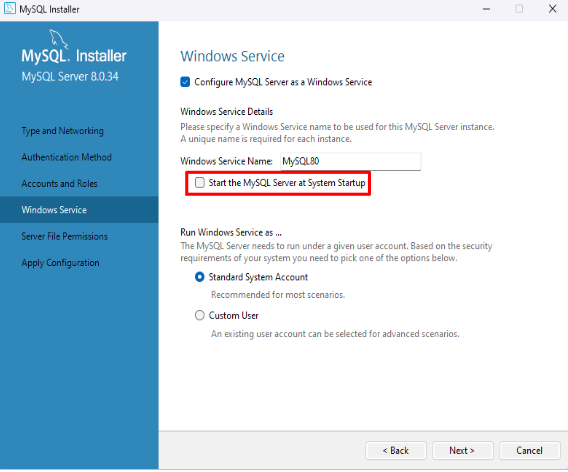 MySQL Installer
MySQL. Installer
MySQL Server 8.0.34
Type and Networking
Authentication Method
Accounts and Roles
Windows Service
Server File Permissions
Apply Configuration
Windows Service
Configure MySQL Server as a Windows Service
Windows Service Details
Please specify a Windows Service name to be used for this MySQL Server instance.
A unique name is required for each instance.
Windows Service Name: MySQL80
Start the MySQL Server at System Startup
Run Windows Service as ...
The MySQL Server needs to run under a given user account. Based on the security
requirements of your system you need to pick one of the options below.
Standard System Account
Recommended for most scenarios.
Custom User
An existing user account can be selected for advanced scenarios.
< Back
Next >
Cancel